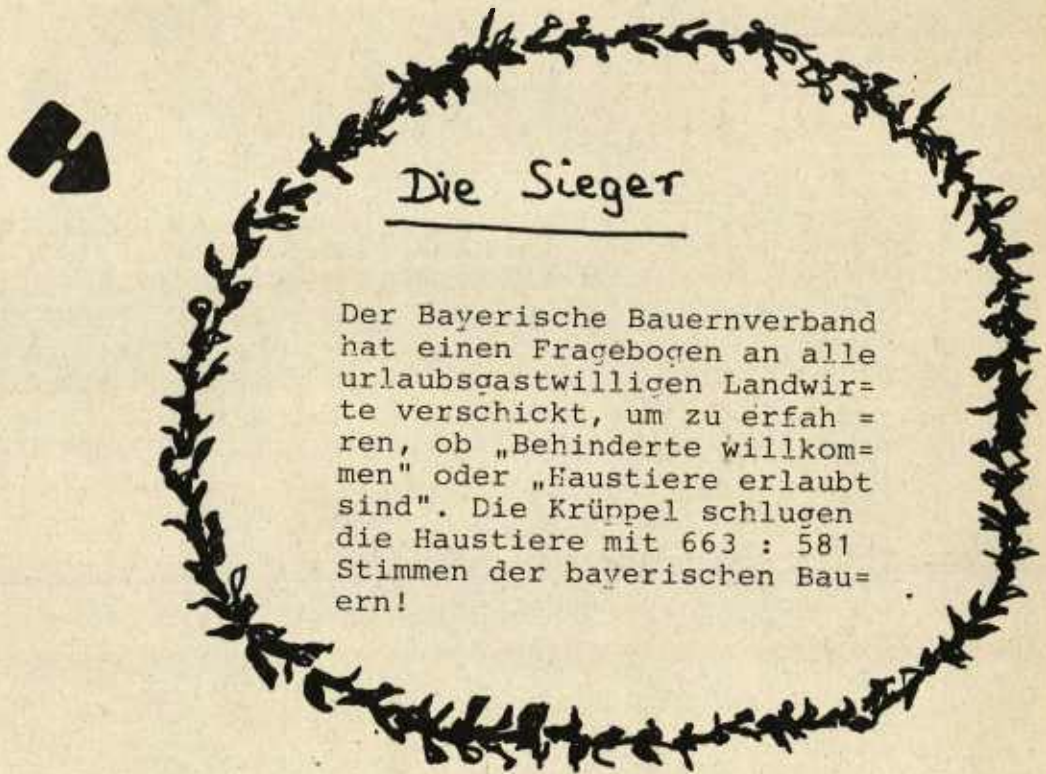 Die Sieger
Der Bayerische Bauernverband
hat einen Fragebogen an alle
urlaubsgastwilligen Landwir=
te verschickt, um zu erfah =
ren, ob „Behinderte willkom=
men" oder „Haustiere erlaubt
sind". Die Krüppel schlugen
die Haustiere mit 663 : 581
Stimmen der bayerischen Bau=
ern!